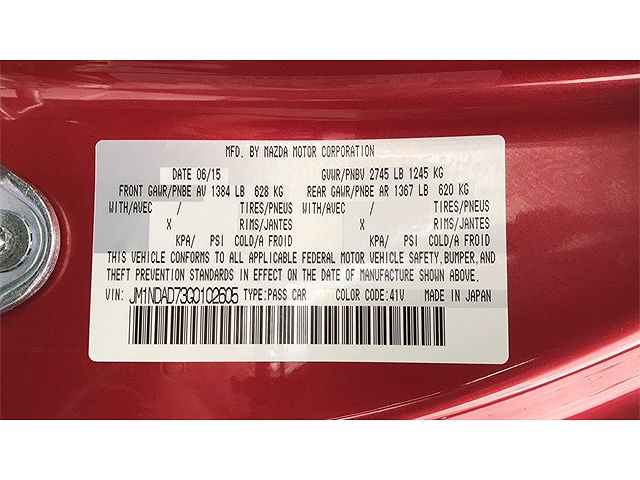 MFD. BY MAZDA MOTOR CORPORATION
DATE 06/15 GVWR/PNBV 2745 LB 1245 KG
FRONT GAWR/PNBE AV 1384 LB 628 KG REAR GAWR/PNBE AR 1367 LB 620 KG
WITH/AVEC / TIRES/PNEUS WITH/AVEC / TIRES/PNEUS
X RIMS/JANTES X RIMS/JANTES
KPA/ PSI COLD/A FROID KPA/ PSI COLD/A FROID
THIS VEHICLE CONFORMS TO ALL APPLICABLE FEDERAL MOTOR VEHICLE SAFETY, BUMPER, AND
THEFT PREVENTION STANDARDS IN EFFECT ON THE DATE OF MANUFACTURE SHOWN ABOVE.
VIN: JM1NDAD73G0102605 TYPE:PASS CAR COLOR CODE:41V MADE IN JAPAN